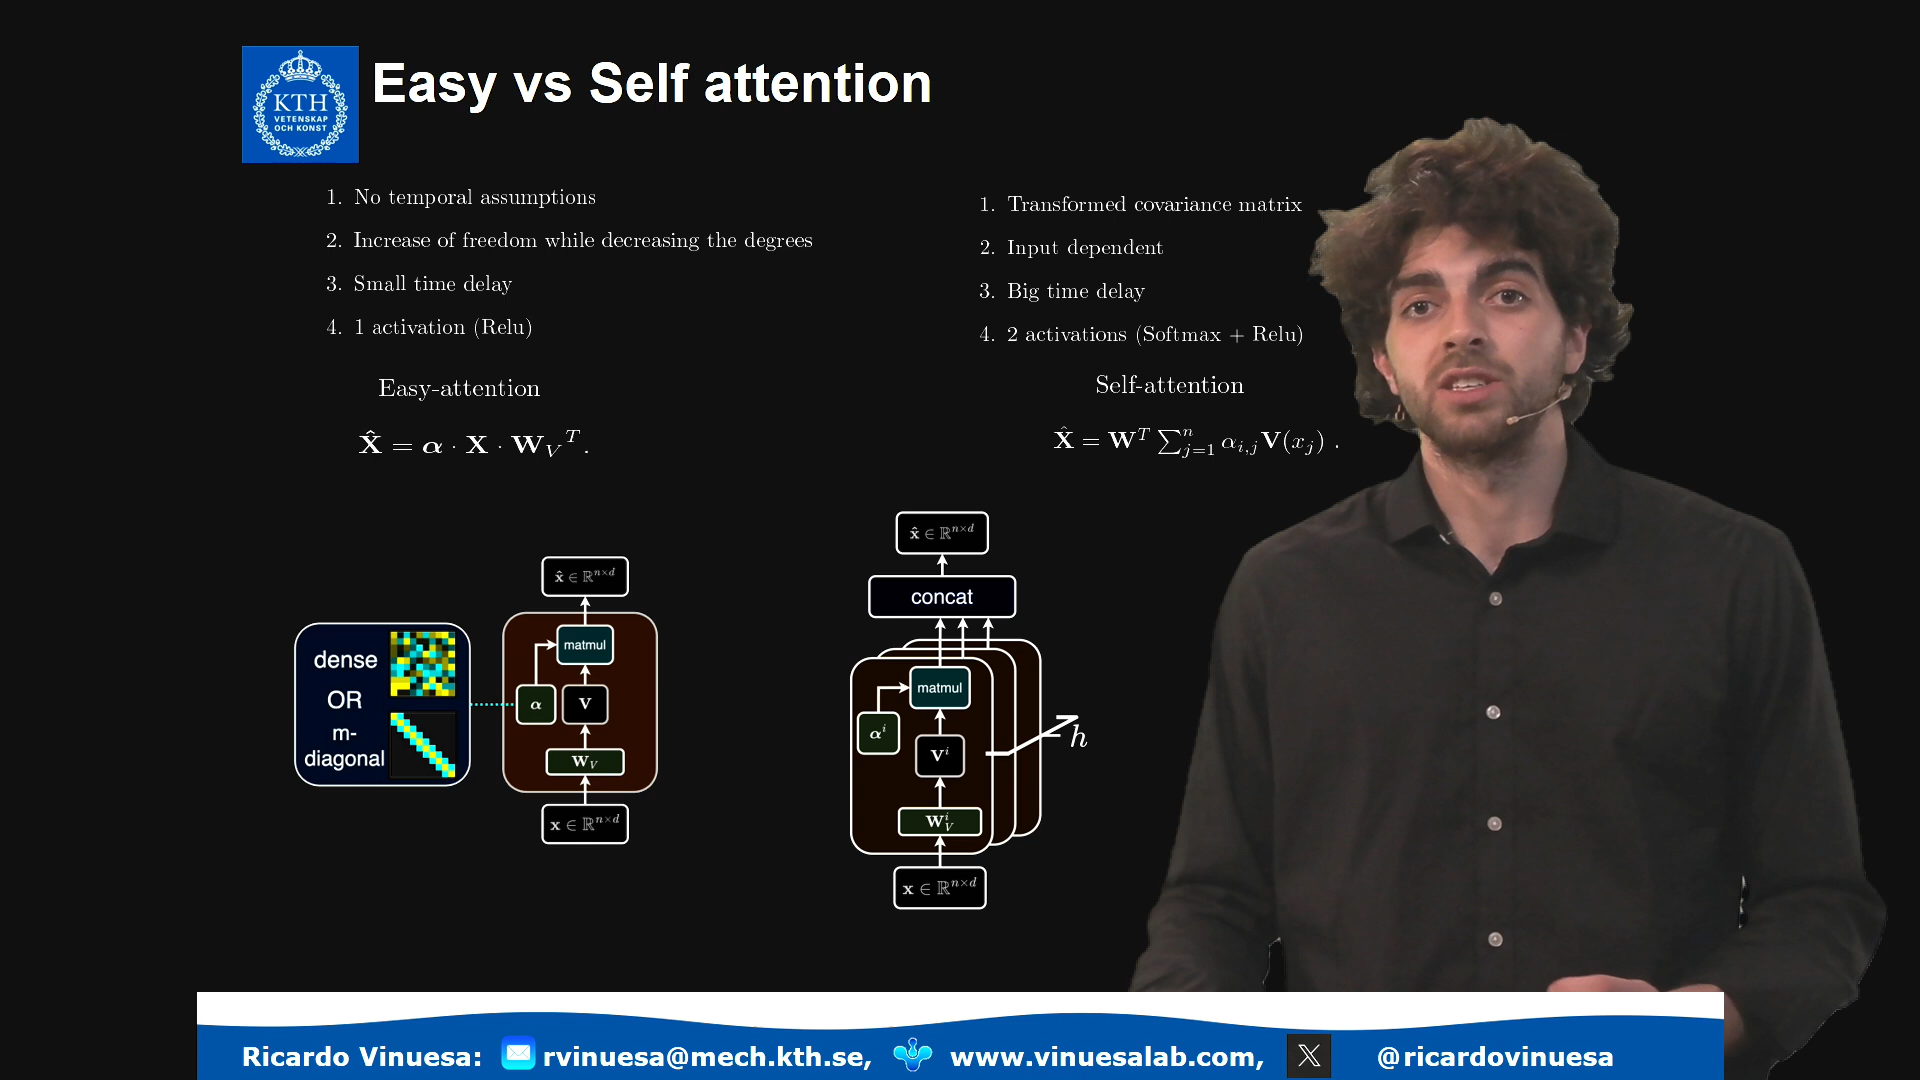 KTH
VETENSKAP
OCH KONST
Easy vs Self attention
1. No temporal assumptions
2. Increase of freedom while decreasing the degrees
3. Small time delay
4. 1 activation (Relu)
Easy-attention
X̂ = α · X · W_V^T.
1. Transformed covariance matrix
2. Input dependent
3. Big time delay
4. 2 activations (Softmax + Relu)
Self-attention
X̂ = W^T ∑_{j=1}^{n} α_{i,j} V(x_j) .
dense
OR
m-
diagonal
x̂ ∈ ℝ^{n×d}
matmul
α
V
W_V
x ∈ ℝ^{n×d}
x̂ ∈ ℝ^{n×d}
concat
matmul
α^i
V^i
h
W_V^i
x ∈ ℝ^{n×d}
Ricardo Vinuesa: rvinuesa@mech.kth.se, www.vinuesalab.com, X @ricardovinuesa